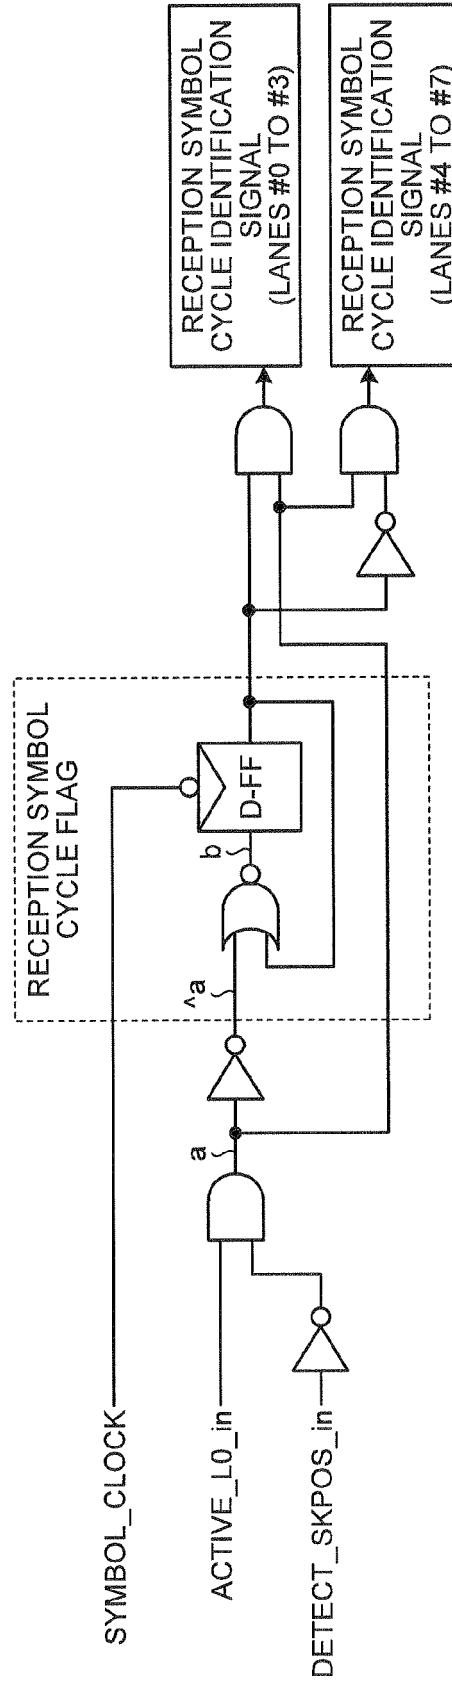 SYMBOL_CLOCK
ACTIVE_L0_in
DETECT_SKPOS_in
a
^a
b
RECEPTION SYMBOL
CYCLE FLAG
D-FF
RECEPTION SYMBOL
CYCLE IDENTIFICATION
SIGNAL
(LANES #0 TO #3)
RECEPTION SYMBOL
CYCLE IDENTIFICATION
SIGNAL
(LANES #4 TO #7)